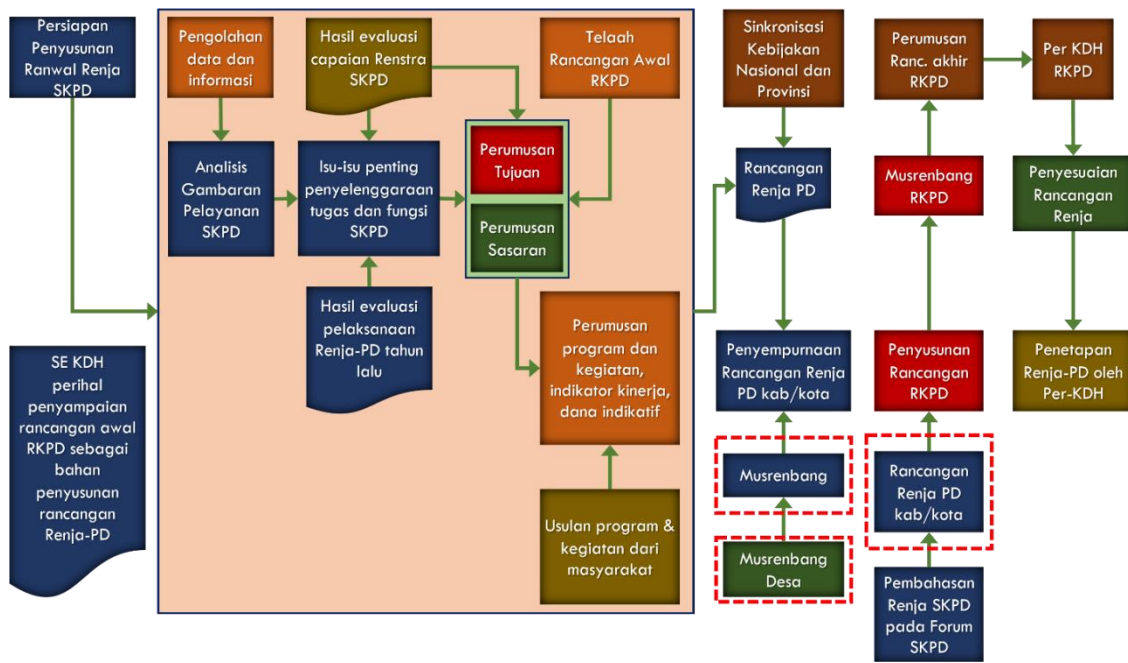 Persiapan
Penyusunan
Ranwal Renja
SKPD
SE KDH
perihal
penyampaian
rancangan awal
RKPD sebagai
bahan
penyusunan
rancangan
Renja-PD
Pengolahan
data dan
informasi
Analisis
Gambaran
Pelayanan
SKPD
Hasil evaluasi
capaian Renstra
SKPD
Isu-isu penting
penyelenggaraan
tugas dan fungsi
SKPD
Hasil evaluasi
pelaksanaan
Renja-PD tahun
lalu
Perumusan
Tujuan
Perumusan
Sasaran
Telaah
Rancangan Awal
RKPD
Perumusan
program dan
kegiatan,
indikator kinerja,
dana indikatif
Usulan program &
kegiatan dari
masyarakat
Sinkronisasi
Kebijakan
Nasional dan
Provinsi
Rancangan
Renja PD
Penyempurnaan
Rancangan Renja
PD kab/kota
Musrenbang
Musrenbang
Desa
Perumusan
Ranc. akhir
RKPD
Musrenbang
RKPD
Penyusunan
Rancangan
RKPD
Rancangan
Renja PD
kab/kota
Pembahasan
Renja SKPD
pada Forum
SKPD
Per KDH
RKPD
Penyesuaian
Rancangan
Renja
Penetapan
Renja-PD oleh
Per-KDH